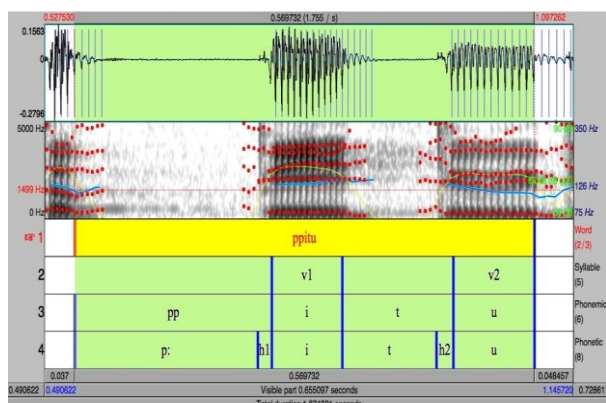 0.527530 0.569732 (1.755 / s) 1.097262
0.1563
0
-0.2796
5000 Hz 350 Hz
1499 Hz 126 Hz
0 Hz 75 Hz
1 ppitu Word (2/3)
2 v1 v2 Syllable (5)
3 pp i t u Phonemic (6)
4 p: h1 i t h2 u Phonetic (8)
0.037 0.569732 0.048457
0.490622 0.490622 Visible part 0.655097 seconds 1.145720 0.72861